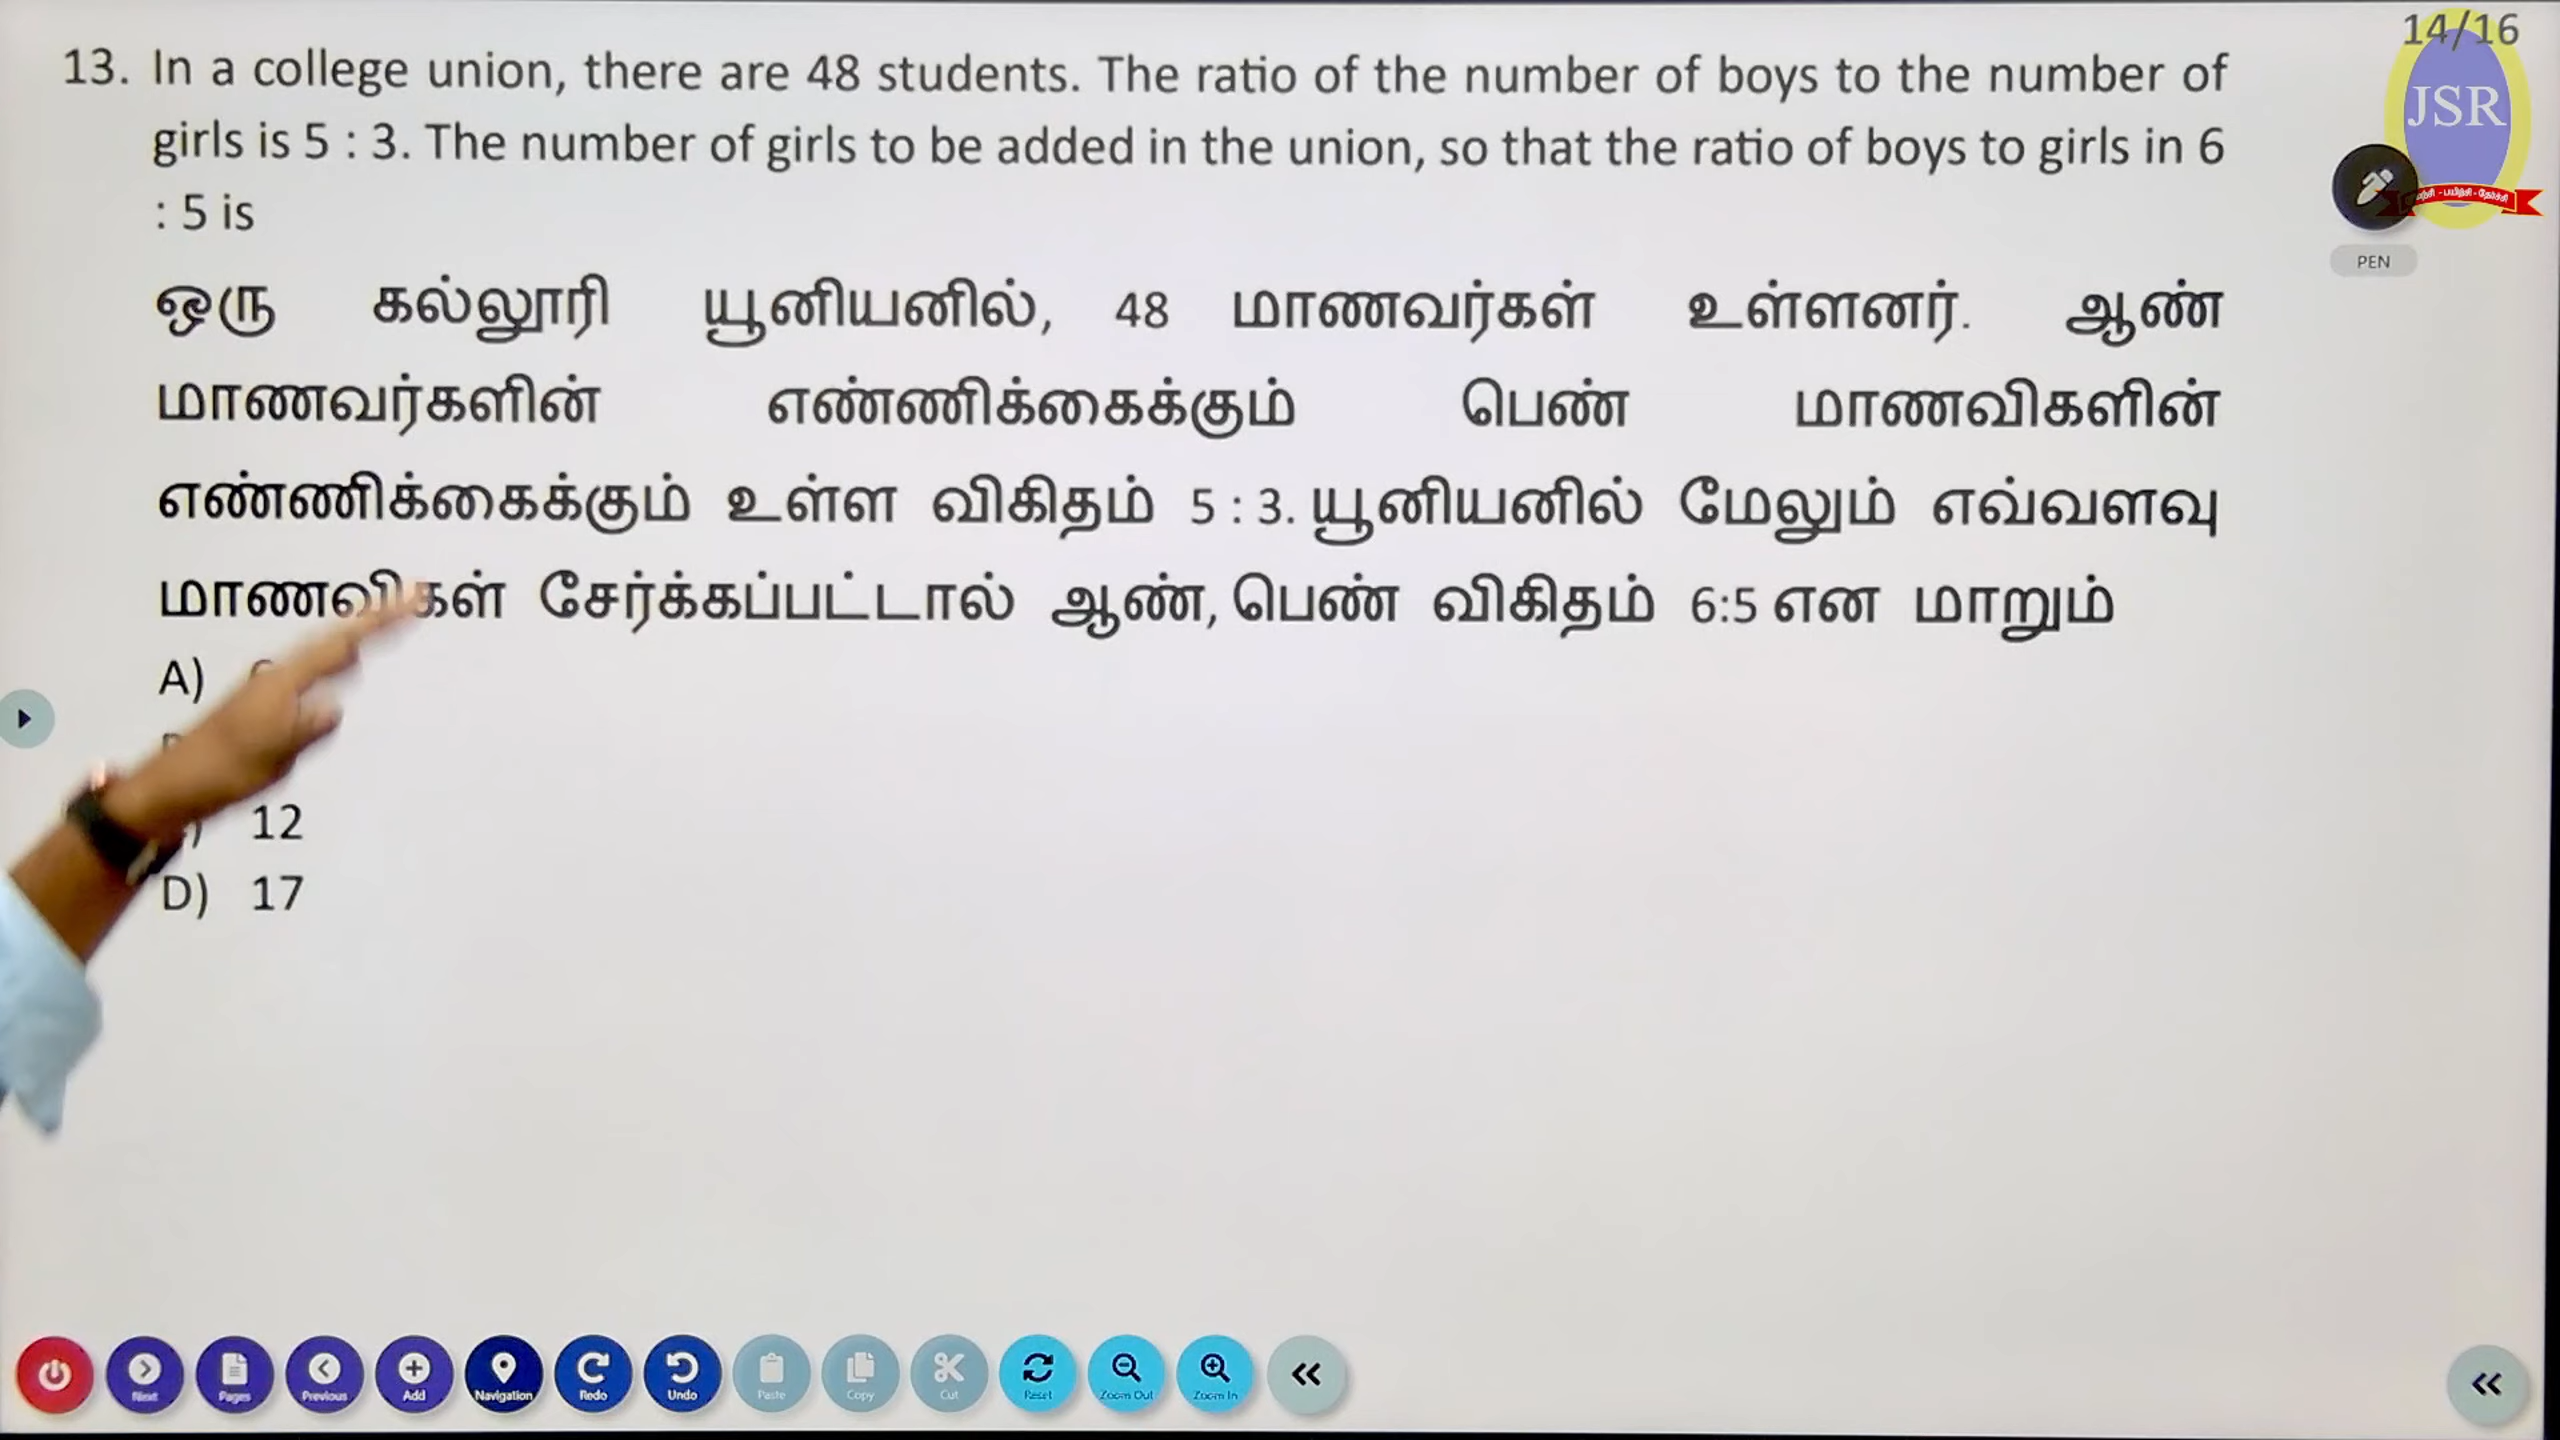 14/16
13. In a college union, there are 48 students. The ratio of the number of boys to the number of
girls is 5 : 3. The number of girls to be added in the union, so that the ratio of boys to girls in 6
: 5 is
JSR
PEN
ஒரு கல்லூரி யூனியனில், 48 மாணவர்கள் உள்ளனர். ஆண்
மாணவர்களின் எண்ணிக்கைக்கும் பெண் மாணவிகளின்
எண்ணிக்கைக்கும் உள்ள விகிதம் 5 : 3. யூனியனில் மேலும் எவ்வளவு
மாணவிகள் சேர்க்கப்பட்டால் ஆண், பெண் விகிதம் 6:5 என மாறும்
A)
12
D) 17
Next Pages Previous Add Navigation Redo Undo Paste Copy Cut Reset Zoom Out Zoom In